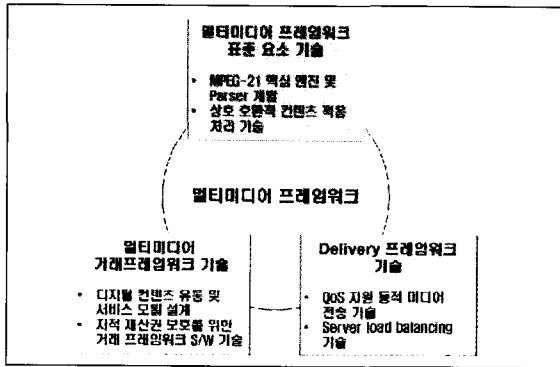 멀티미디어 프레임워크
표준 요소 기술
• MPEG-21 핵심 엔진 및
Parser 개발
• 상호 호환적 컨텐츠 적응
처리 기술
멀티미디어 프레임워크
멀티미디어
거래프레임워크 기술
• 디지털 컨텐츠 유통 및
서비스 모델 설계
• 지적 재산권 보호를 위한
거래 프레임워크 S/W 기술
Delivery 프레임워크
기술
• QoS 지원 동적 미디어
전송 기술
• Server load balancing
기술